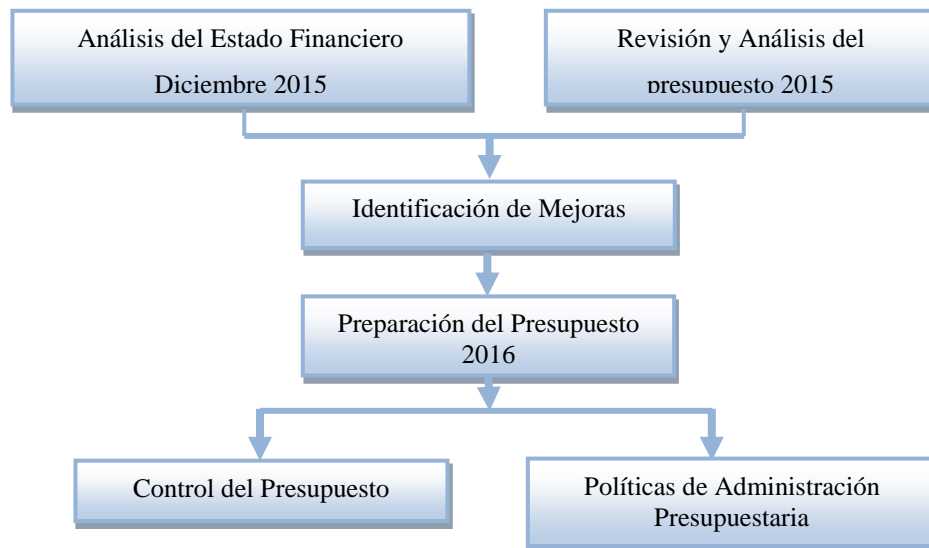 Análisis del Estado Financiero
Diciembre 2015
Revisión y Análisis del
presupuesto 2015
Identificación de Mejoras
Preparación del Presupuesto
2016
Control del Presupuesto
Políticas de Administración
Presupuestaria